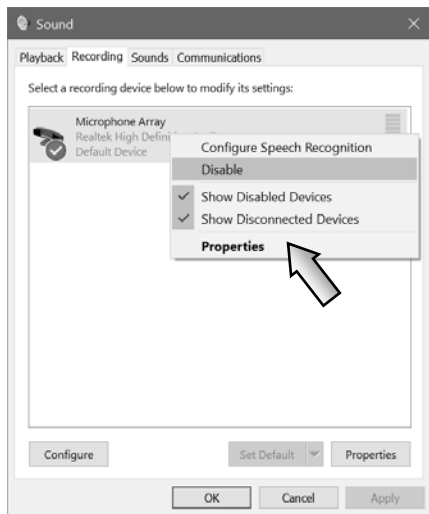 Sound
Playback Recording Sounds Communications
Select a recording device below to modify its settings:
Microphone Array
Realtek High Defini
Default Device
Configure Speech Recognition
Disable
Show Disabled Devices
Show Disconnected Devices
Properties
Configure Set Default Properties
OK Cancel Apply